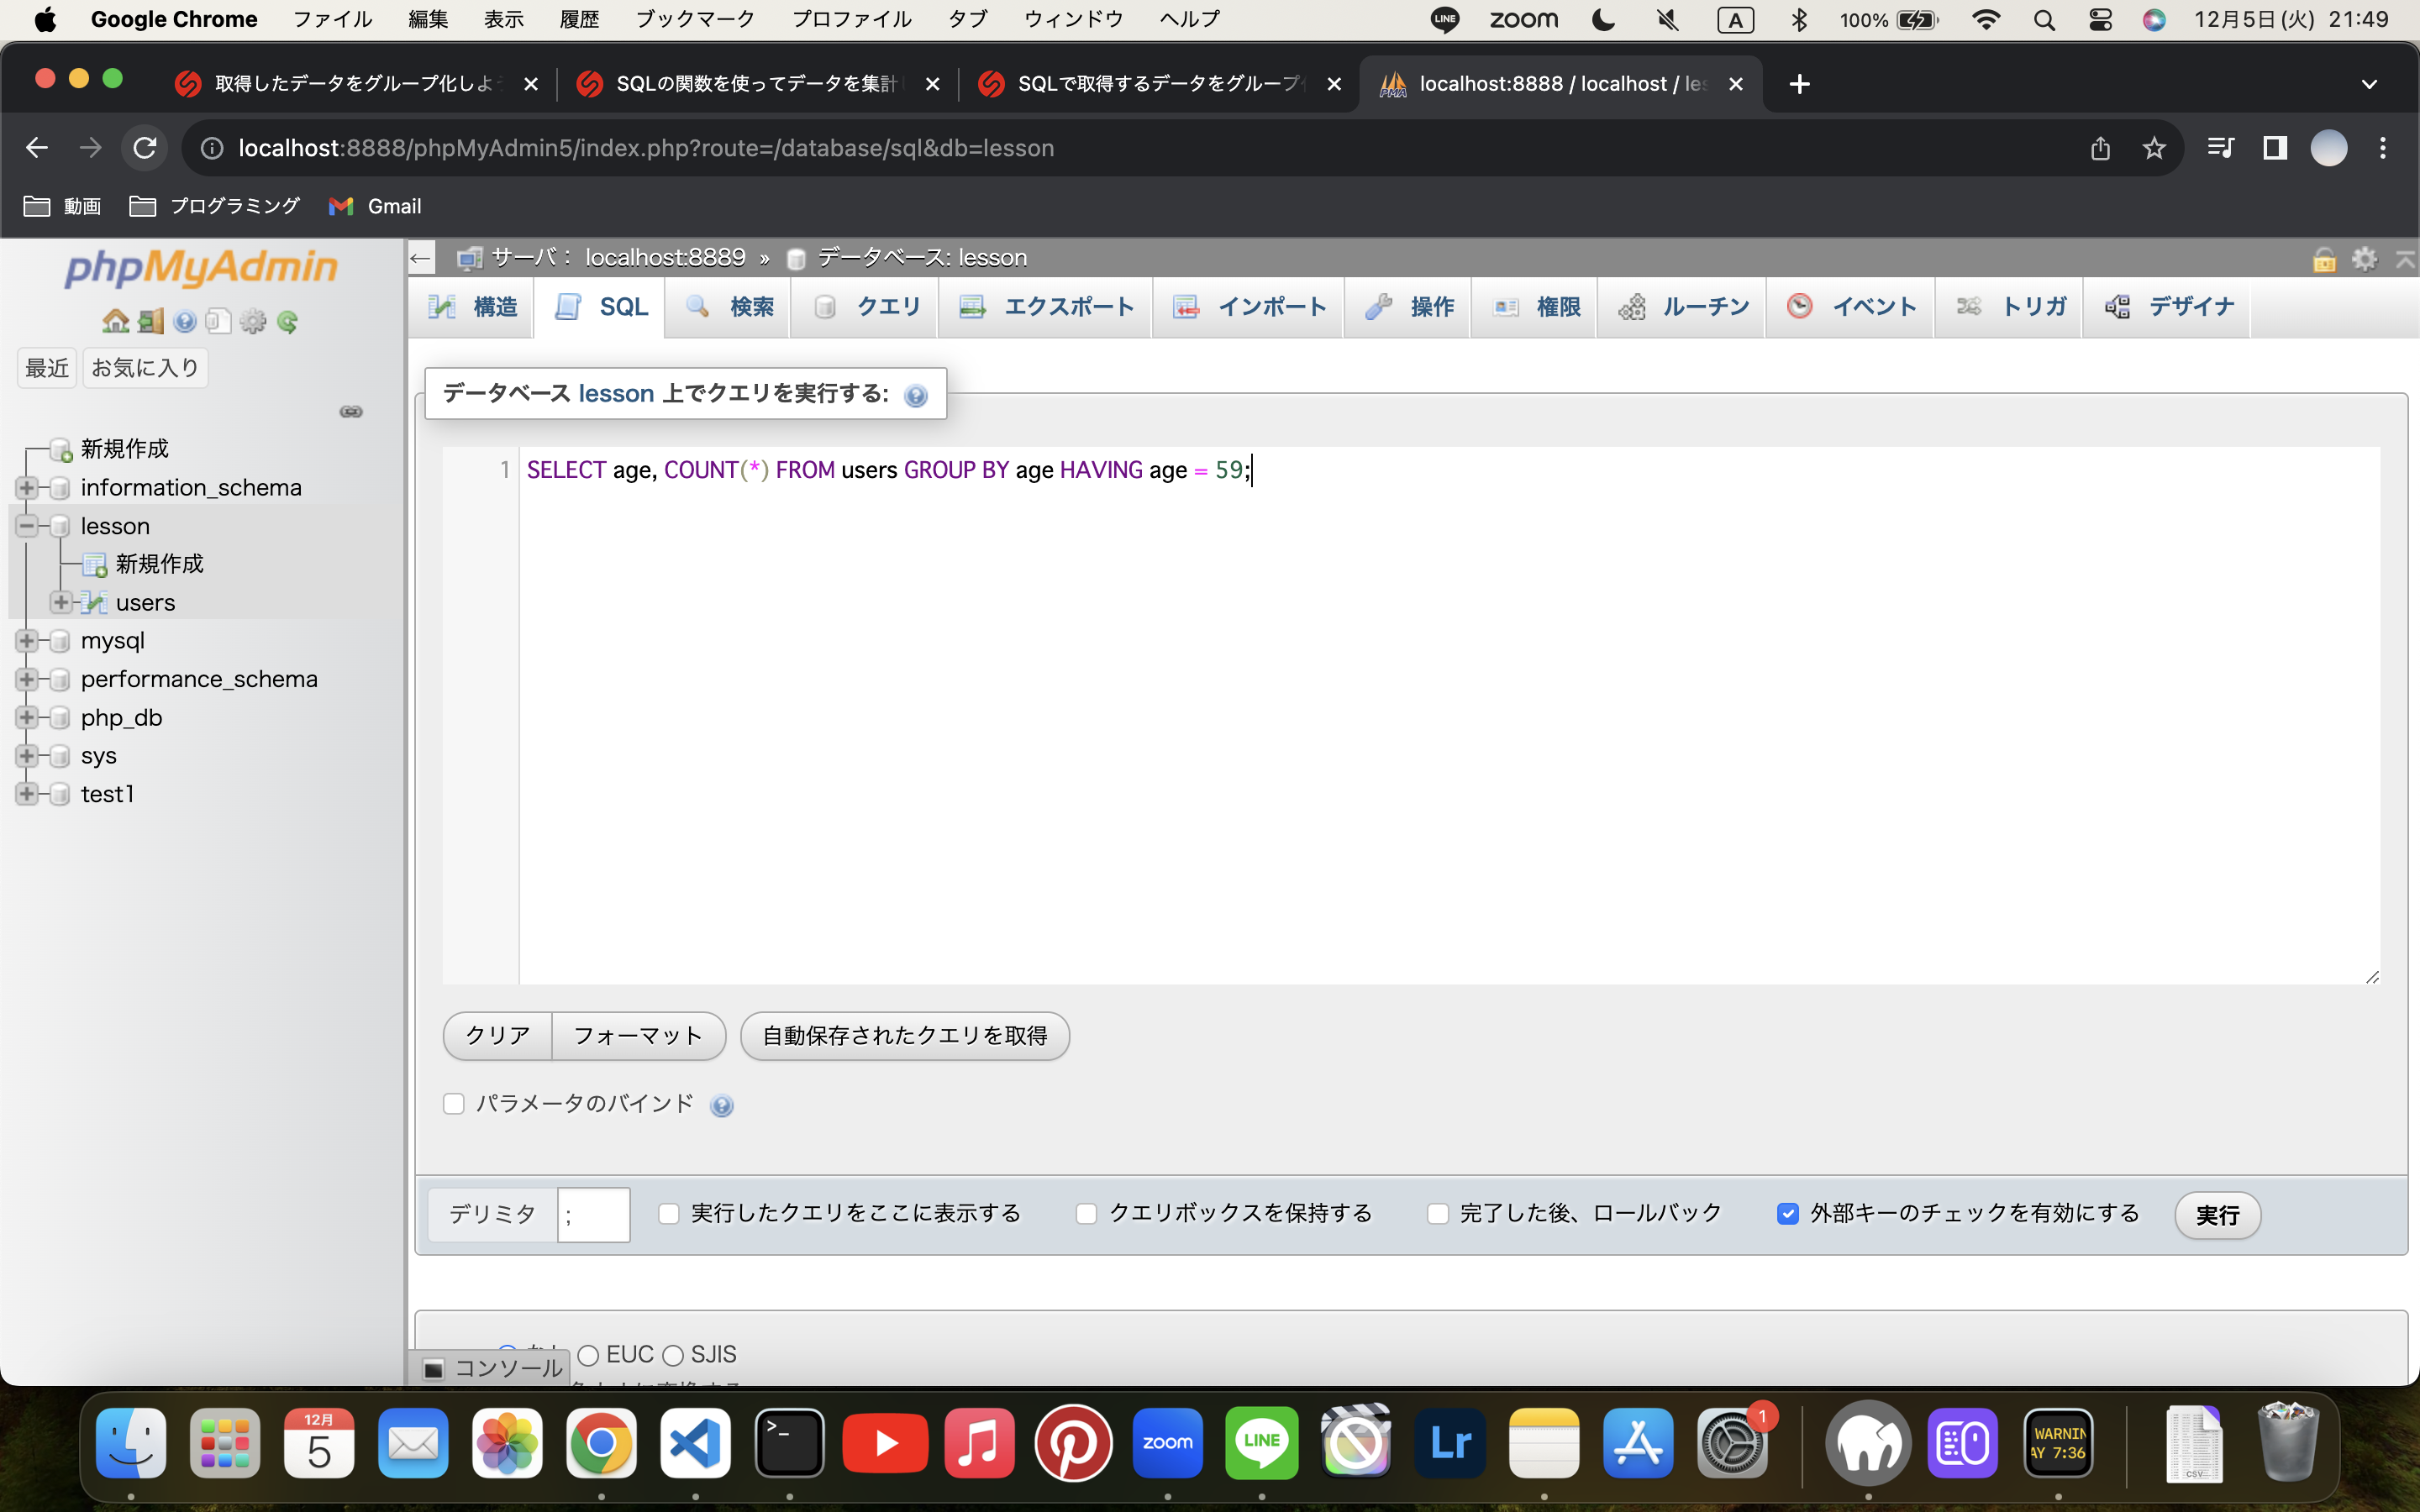 Google Chrome ファイル 編集 表示 履歴 ブックマーク プロファイル タブ ウィンドウ ヘルプ LINE zoom A 100% 12月5日(火) 21:49
取得したデータをグループ化しよ SQLの関数を使ってデータを集計 SQLで取得するデータをグループ localhost:8888 / localhost / les
localhost:8888/phpMyAdmin5/index.php?route=/database/sql&db=lesson
動画 プログラミング Gmail
phpMyAdmin
最近 お気に入り
新規作成
information_schema
lesson
新規作成
users
mysql
performance_schema
php_db
sys
test1
サーバ： localhost:8889 » データベース: lesson
構造 SQL 検索 クエリ エクスポート インポート 操作 権限 ルーチン イベント トリガ デザイナ
データベース lesson 上でクエリを実行する:
1 SELECT age, COUNT(*) FROM users GROUP BY age HAVING age = 59;
クリア フォーマット 自動保存されたクエリを取得
パラメータのバインド
デリミタ ; 実行したクエリをここに表示する クエリボックスを保持する 完了した後、ロールバック 外部キーのチェックを有効にする 実行
EUC SJIS
コンソール
12月
5
zoom
LINE
Lr
1
WARNIN
AY 7:36
CSV